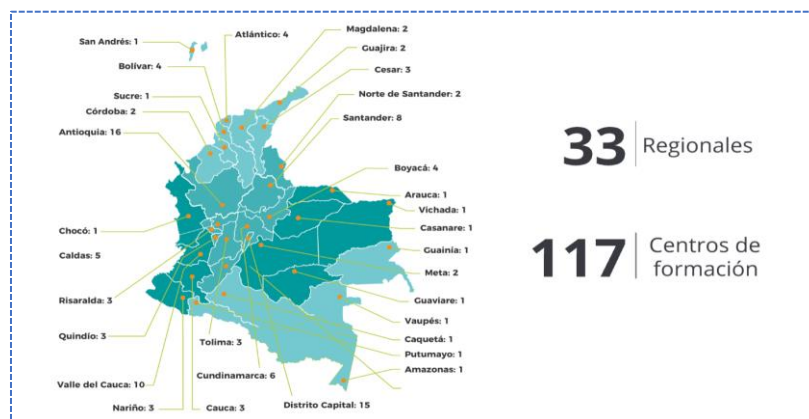 San Andrés: 1
Atlántico: 4
Magdalena: 2
Guajira: 2
Bolivar: 4
Cesar: 3
Sucre: 1
Norte de Santander: 2
Córdoba: 2
Santander: 8
Antioquia: 16
Boyacá: 4
Arauca: 1
Vichada: 1
Chocó: 1
Casanare: 1
Caldas: 5
Guainía: 1
Meta: 2
Risaralda: 3
Guaviare: 1
Vaupés: 1
Quindío: 3
Tolima: 3
Caquetá: 1
Putumayo: 1
Valle del Cauca: 10
Cundinamarca: 6
Amazonas: 1
Nariño: 3
Cauca: 3
Distrito Capital: 15
33 Regionales
117 Centros de
formación